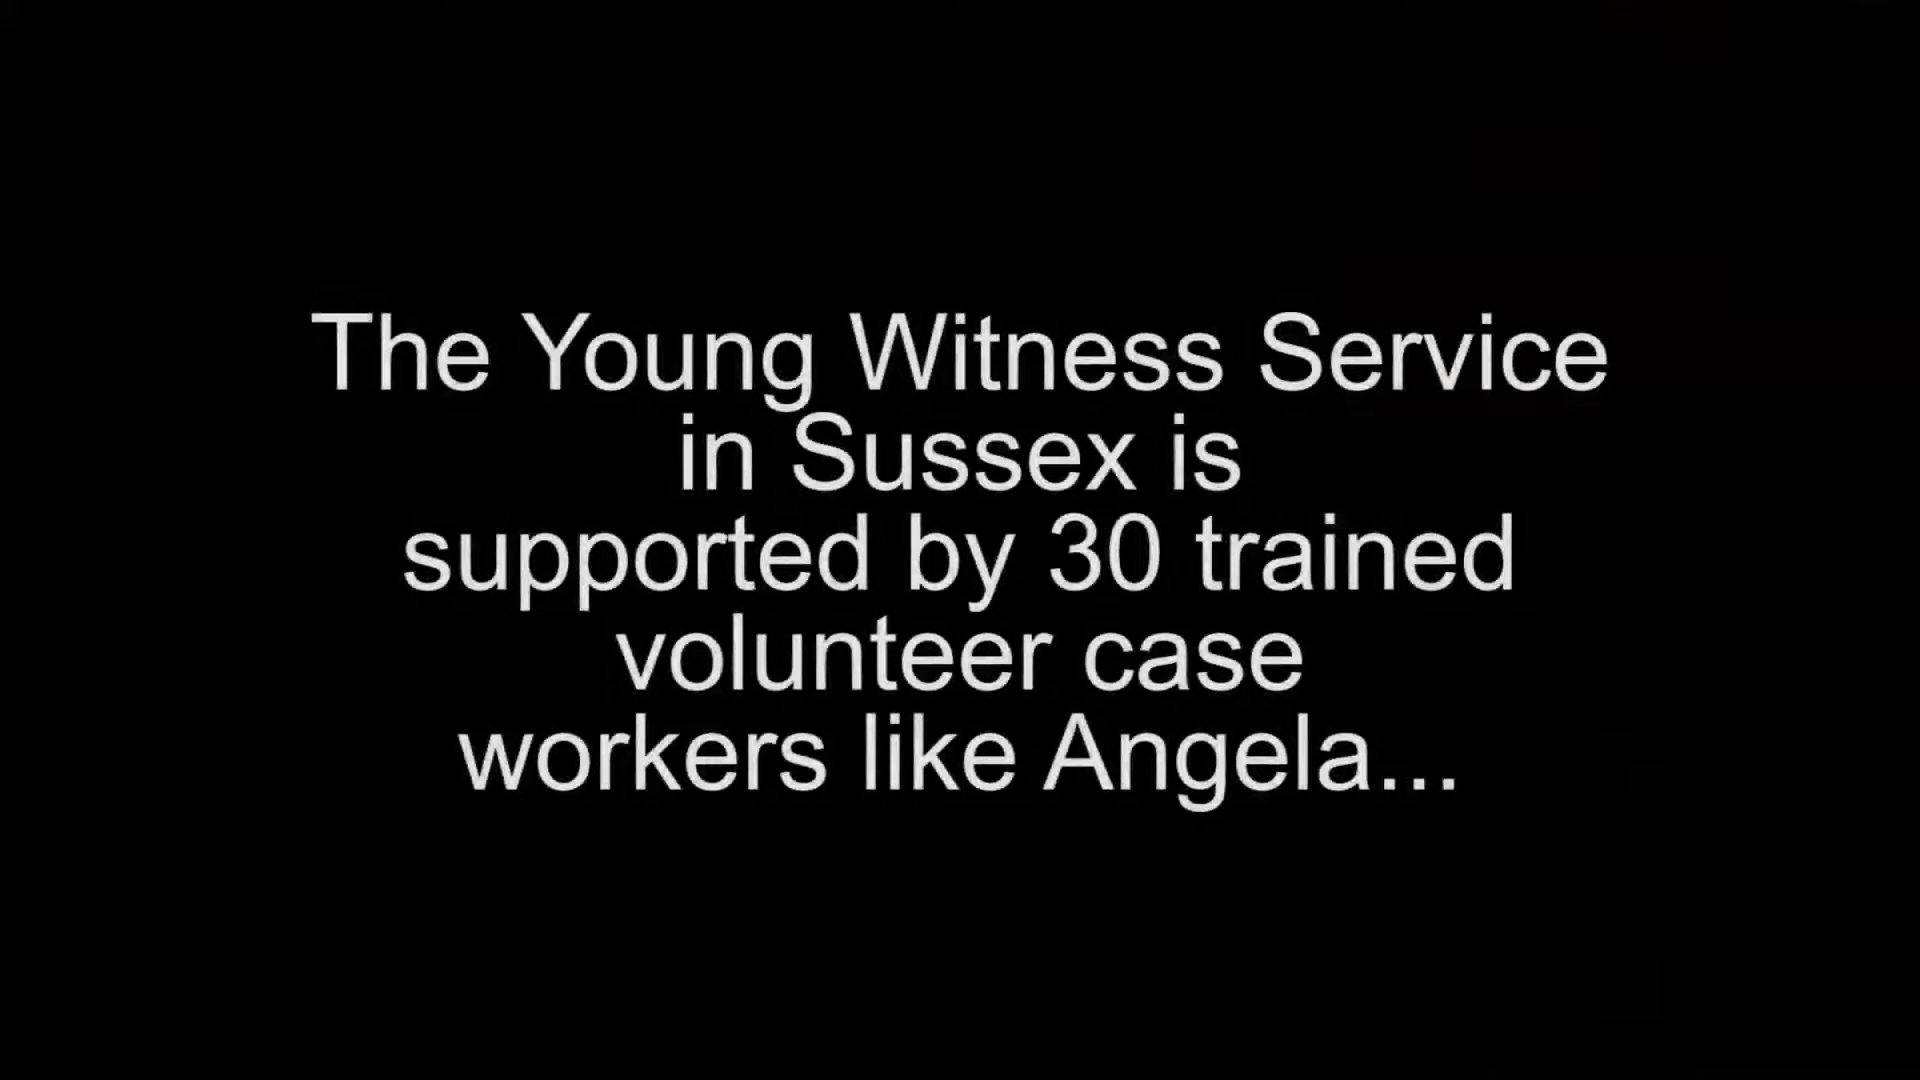 The Young Witness Service
in Sussex is
supported by 30 trained
volunteer case
workers like Angela...